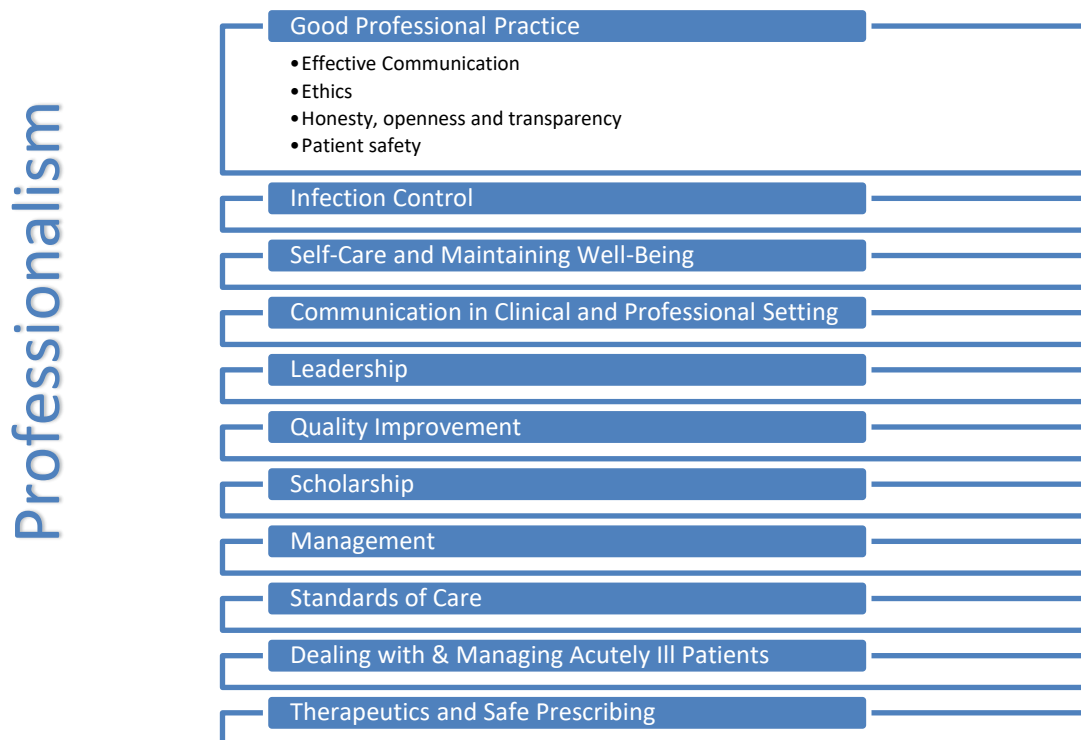 Professionalism
Good Professional Practice
•Effective Communication
•Ethics
•Honesty, openness and transparency
•Patient safety
Infection Control
Self-Care and Maintaining Well-Being
Communication in Clinical and Professional Setting
Leadership
Quality Improvement
Scholarship
Management
Standards of Care
Dealing with & Managing Acutely Ill Patients
Therapeutics and Safe Prescribing